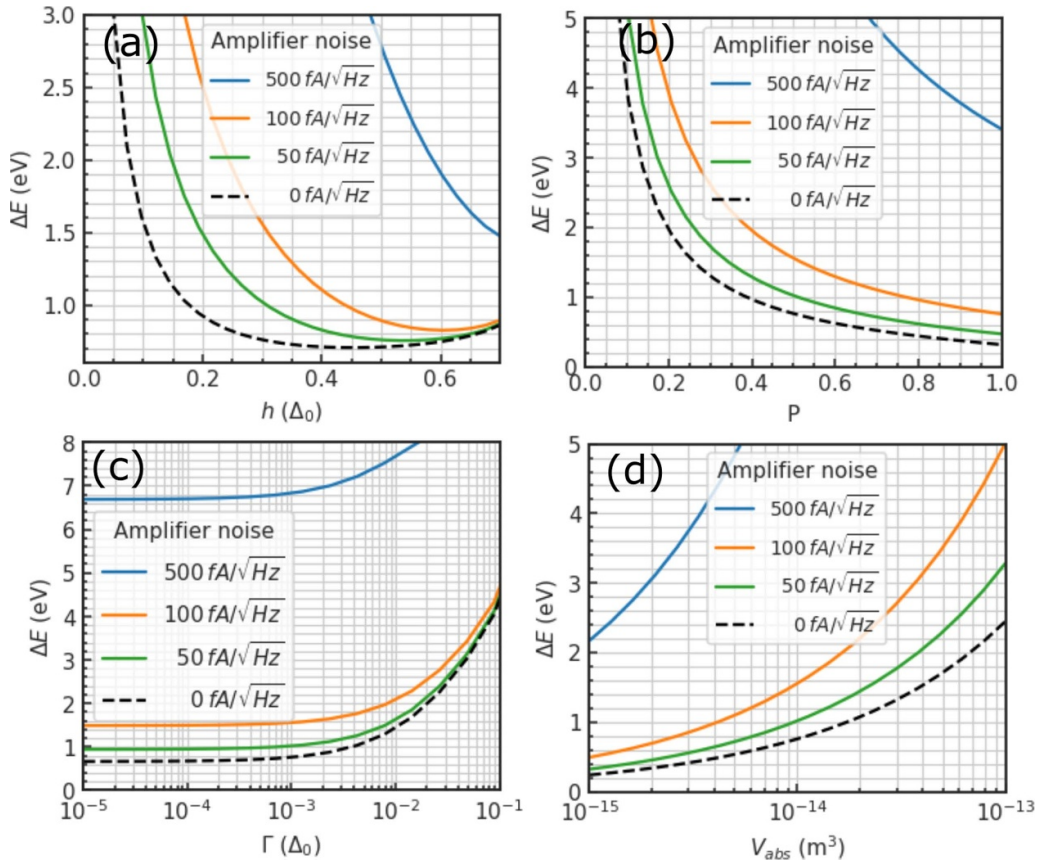 (a)
Amplifier noise
500 fA/√Hz
100 fA/√Hz
50 fA/√Hz
0 fA/√Hz
3.0
2.5
2.0
1.5
1.0
ΔE (eV)
0.0 0.2 0.4 0.6
h (Δ₀)
(b)
Amplifier noise
500 fA/√Hz
100 fA/√Hz
50 fA/√Hz
0 fA/√Hz
5
4
3
2
1
0
ΔE (eV)
0.0 0.2 0.4 0.6 0.8 1.0
P
(c)
Amplifier noise
500 fA/√Hz
100 fA/√Hz
50 fA/√Hz
0 fA/√Hz
8
7
6
5
4
3
2
1
0
ΔE (eV)
10⁻⁵ 10⁻⁴ 10⁻³ 10⁻² 10⁻¹
Γ (Δ₀)
(d)
Amplifier noise
500 fA/√Hz
100 fA/√Hz
50 fA/√Hz
0 fA/√Hz
5
4
3
2
1
0
ΔE (eV)
10⁻¹⁵ 10⁻¹⁴ 10⁻¹³
V_abs (m³)